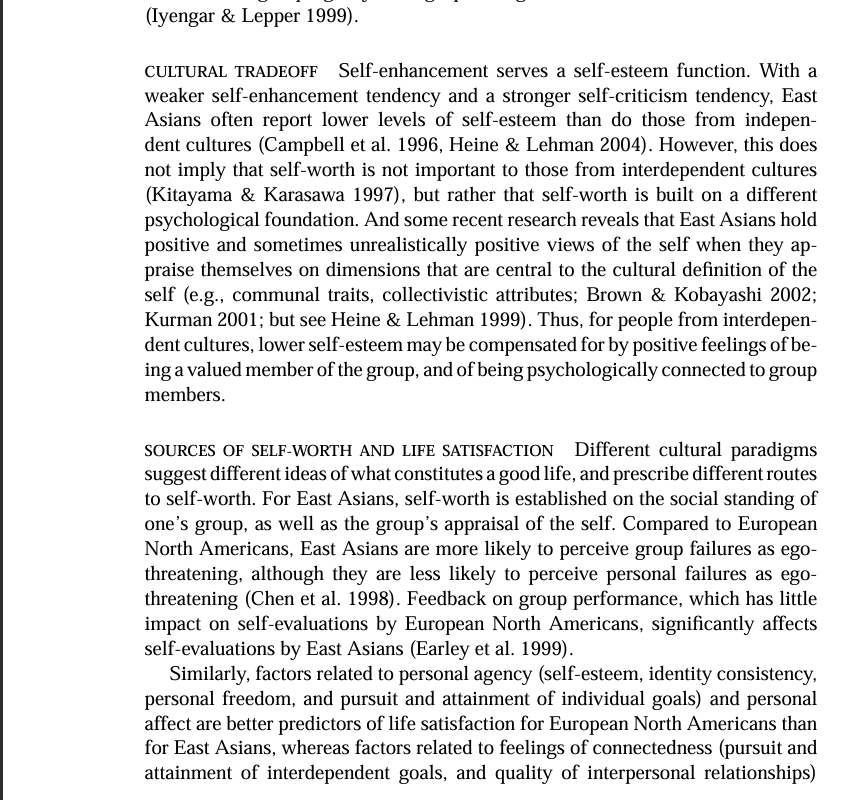 (Iyengar & Lepper 1999).
CULTURAL TRADEOFF Self-enhancement serves a self-esteem function. With a
weaker self-enhancement tendency and a stronger self-criticism tendency, East
Asians often report lower levels of self-esteem than do those from indepen-
dent cultures (Campbell et al. 1996, Heine & Lehman 2004). However, this does
not imply that self-worth is not important to those from interdependent cultures
(Kitayama & Karasawa 1997), but rather that self-worth is built on a different
psychological foundation. And some recent research reveals that East Asians hold
positive and sometimes unrealistically positive views of the self when they ap-
praise themselves on dimensions that are central to the cultural definition of the
self (e.g., communal traits, collectivistic attributes; Brown & Kobayashi 2002;
Kurman 2001; but see Heine & Lehman 1999). Thus, for people from interdepen-
dent cultures, lower self-esteem may be compensated for by positive feelings of be-
ing a valued member of the group, and of being psychologically connected to group
members.
SOURCES OF SELF-WORTH AND LIFE SATISFACTION Different cultural paradigms
suggest different ideas of what constitutes a good life, and prescribe different routes
to self-worth. For East Asians, self-worth is established on the social standing of
one's group, as well as the group's appraisal of the self. Compared to European
North Americans, East Asians are more likely to perceive group failures as ego-
threatening, although they are less likely to perceive personal failures as ego-
threatening (Chen et al. 1998). Feedback on group performance, which has little
impact on self-evaluations by European North Americans, significantly affects
self-evaluations by East Asians (Earley et al. 1999).
Similarly, factors related to personal agency (self-esteem, identity consistency,
personal freedom, and pursuit and attainment of individual goals) and personal
affect are better predictors of life satisfaction for European North Americans than
for East Asians, whereas factors related to feelings of connectedness (pursuit and
attainment of interdependent goals, and quality of interpersonal relationships)